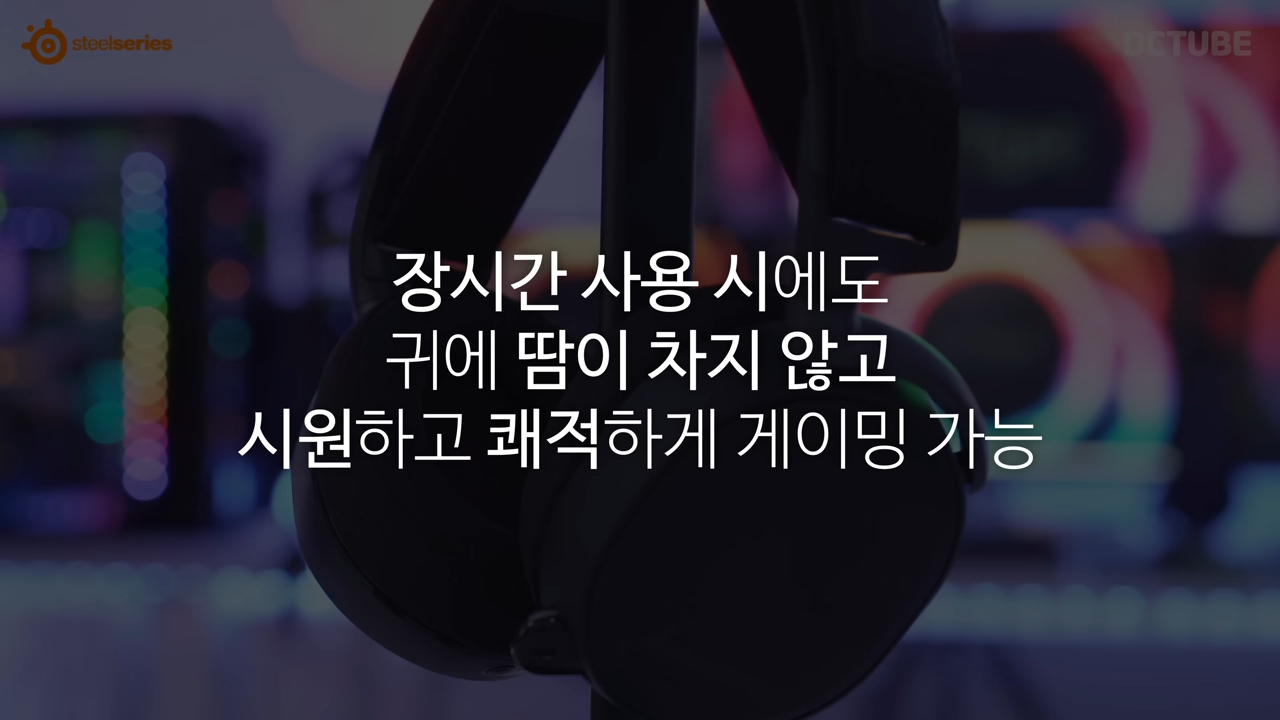 steelseries
DCTUBE
장시간 사용 시에도
귀에 땀이 차지 않고
시원하고 쾌적하게 게이밍 가능